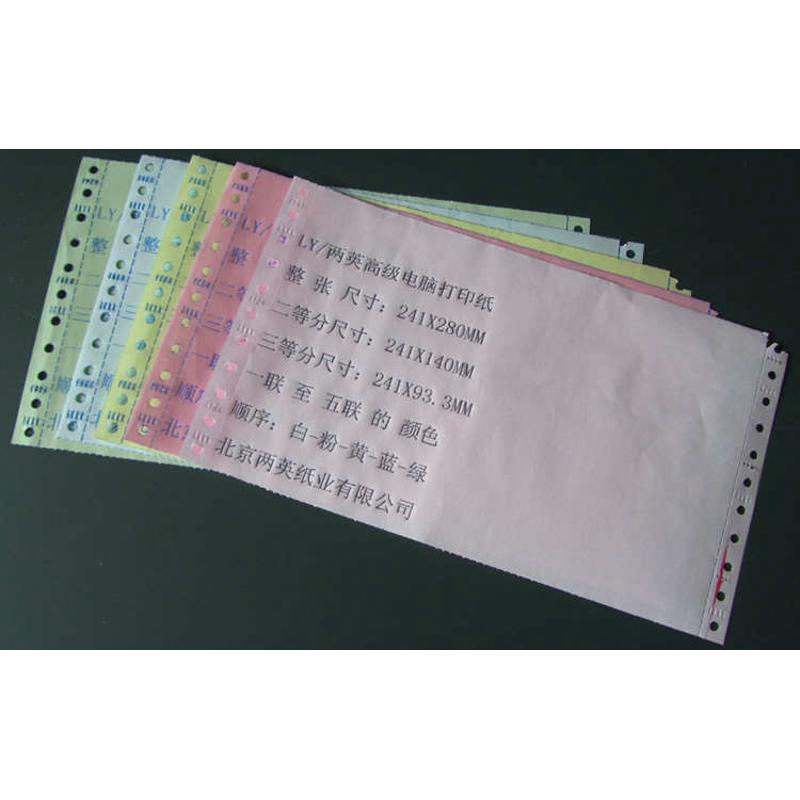 LY/两英高级电脑打印纸
整 张 尺寸: 241X280MM
二等分尺寸: 241X140MM
三等分尺寸: 241X93.3MM
一联 至 五联 的 颜色
顺序: 白-粉-黄-蓝-绿
北京两英纸业有限公司